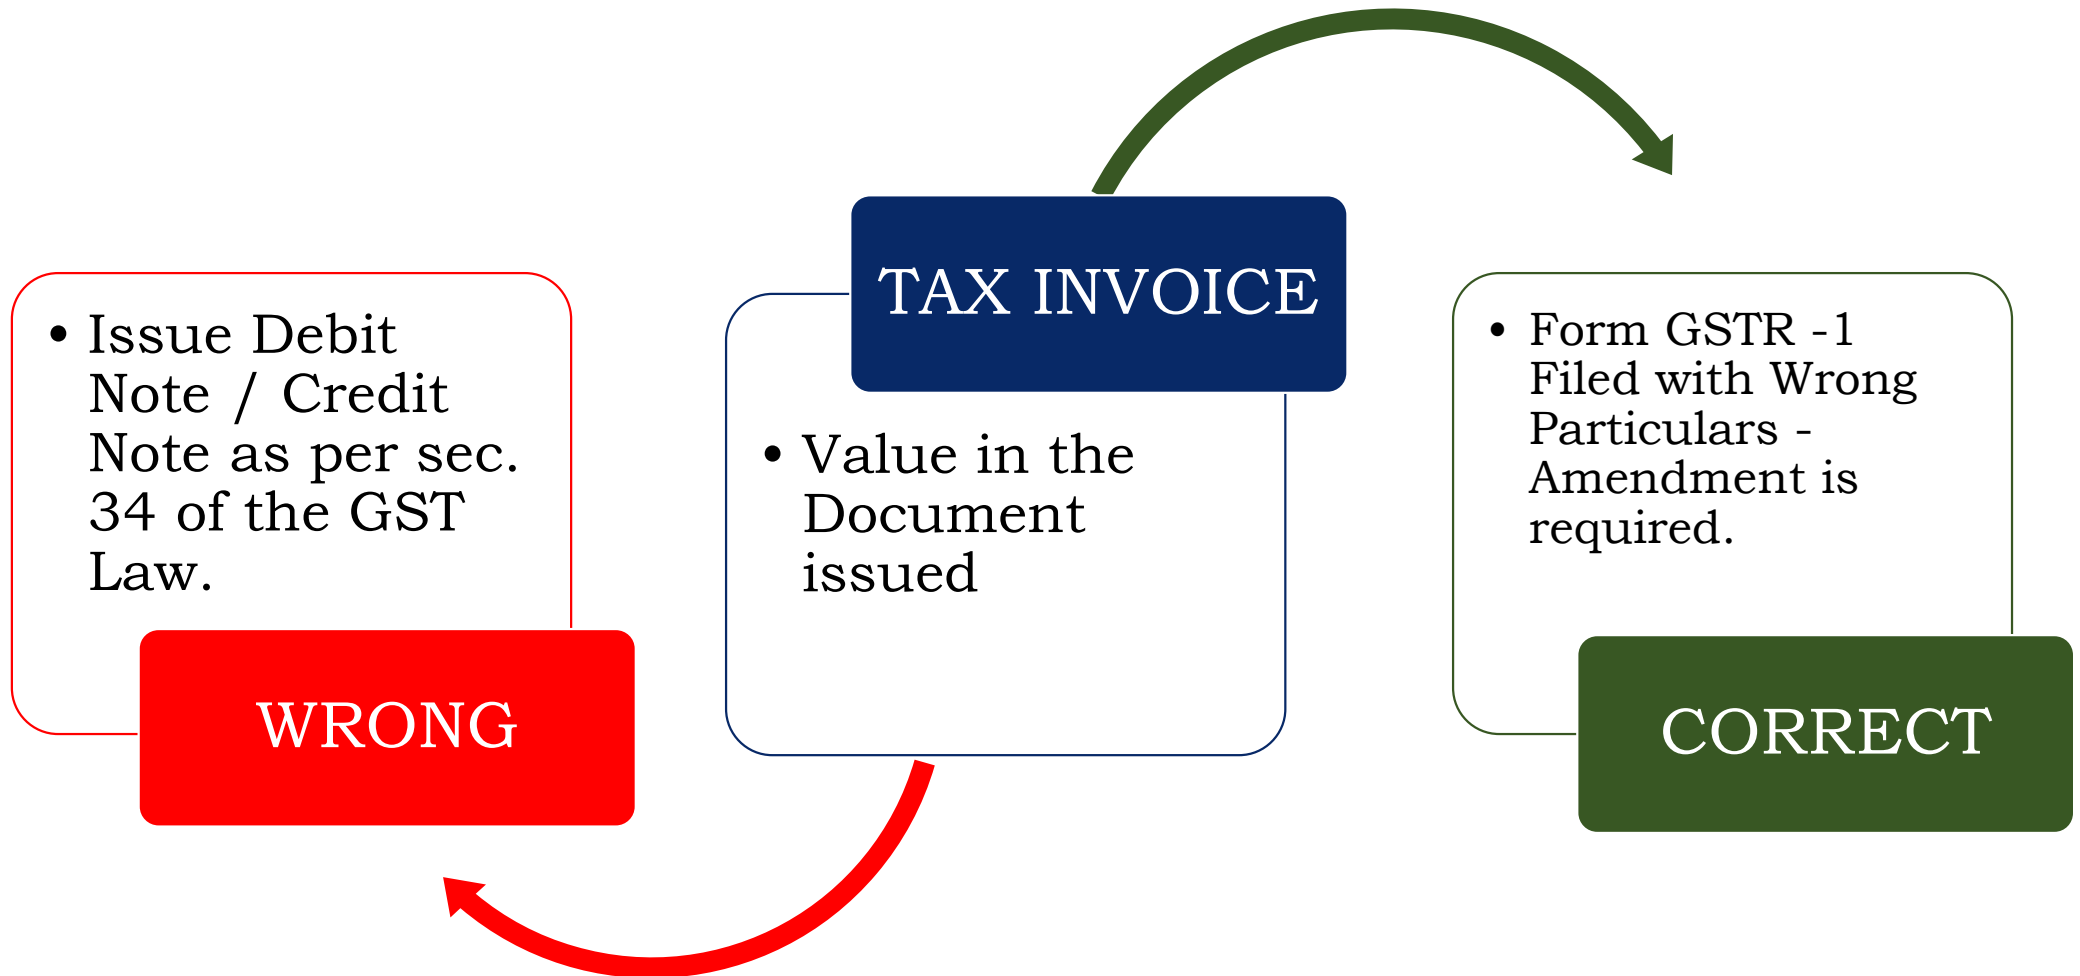 • Issue Debit
Note / Credit
Note as per sec.
34 of the GST
Law.
WRONG
TAX INVOICE
• Value in the
Document
issued
• Form GSTR -1
Filed with Wrong
Particulars -
Amendment is
required.
CORRECT